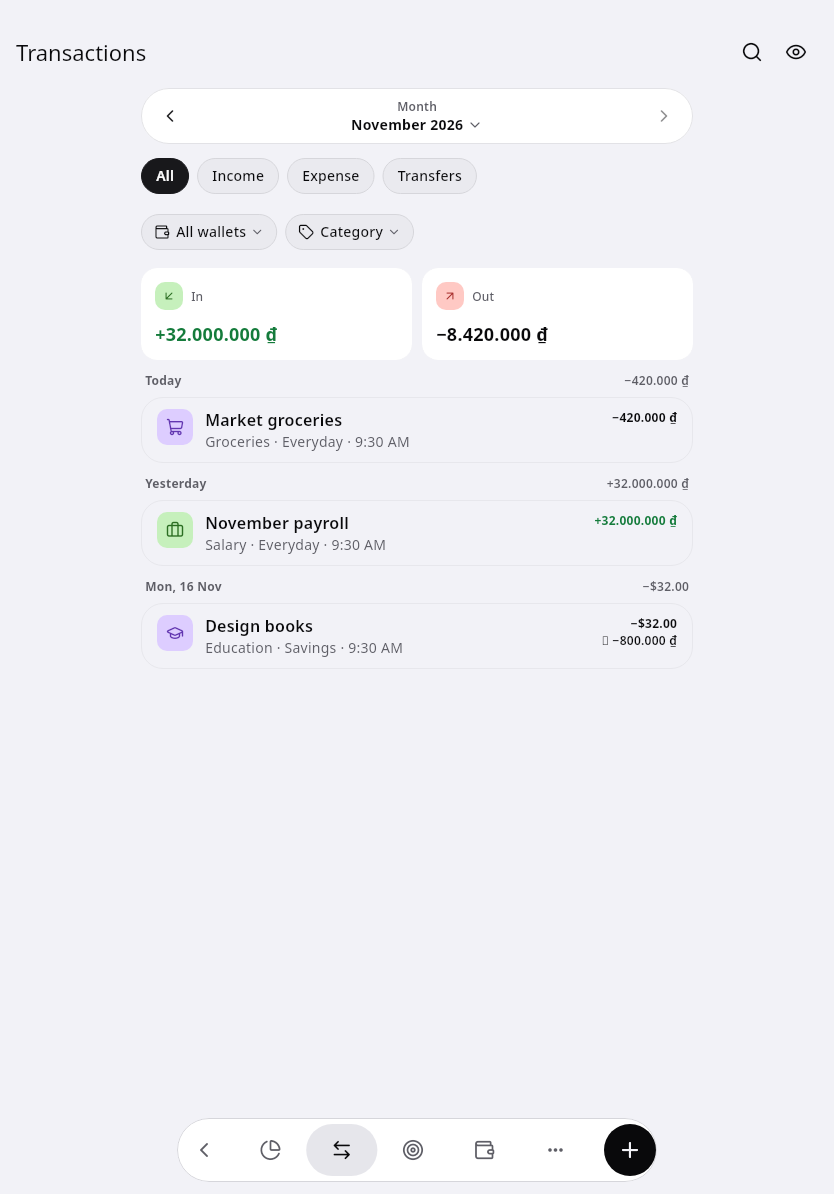 Transactions
Month
November 2026
All Income Expense Transfers
All wallets Category
In
+32.000.000 ₫
Out
−8.420.000 ₫
Today −420.000 ₫
Market groceries −420.000 ₫
Groceries · Everyday · 9:30 AM
Yesterday +32.000.000 ₫
November payroll +32.000.000 ₫
Salary · Everyday · 9:30 AM
Mon, 16 Nov −$32.00
Design books −$32.00
Education · Savings · 9:30 AM −800.000 ₫